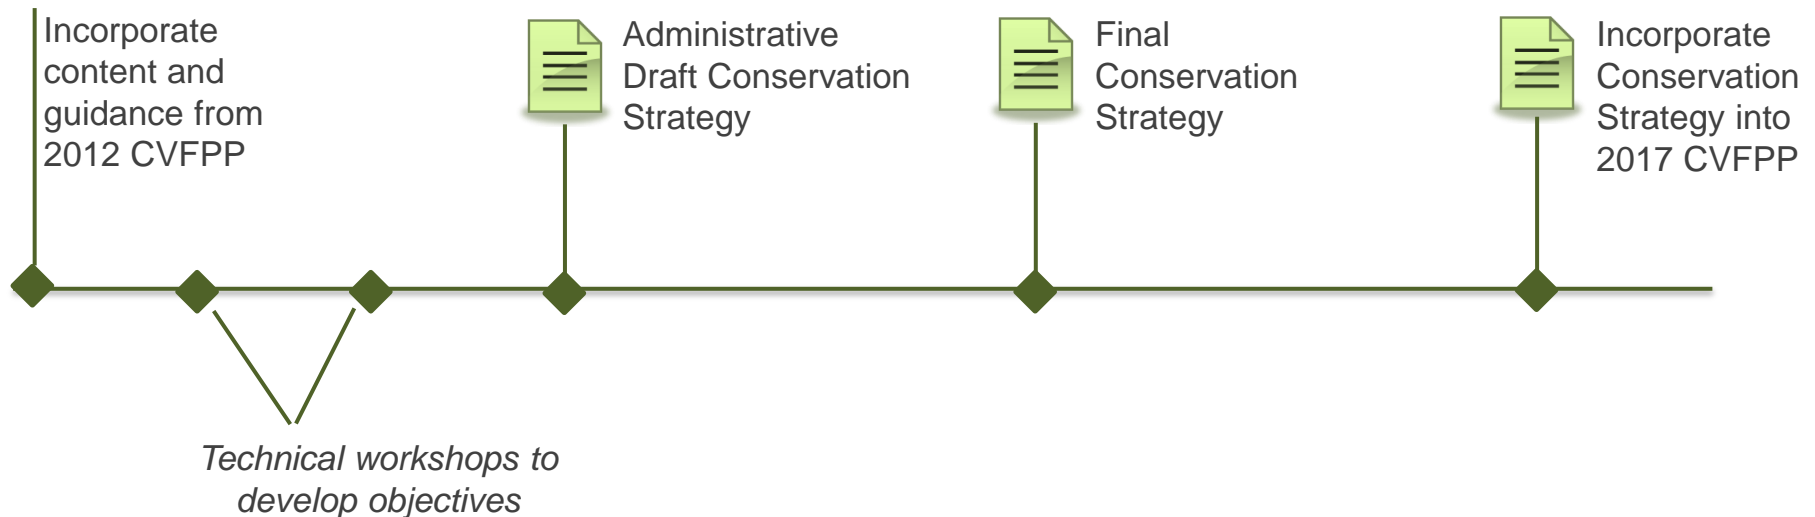 Incorporate
content and
guidance from
2012 CVFPP
Administrative
Draft Conservation
Strategy
Final
Conservation
Strategy
Incorporate
Conservation
Strategy into
2017 CVFPP
Technical workshops to
develop objectives